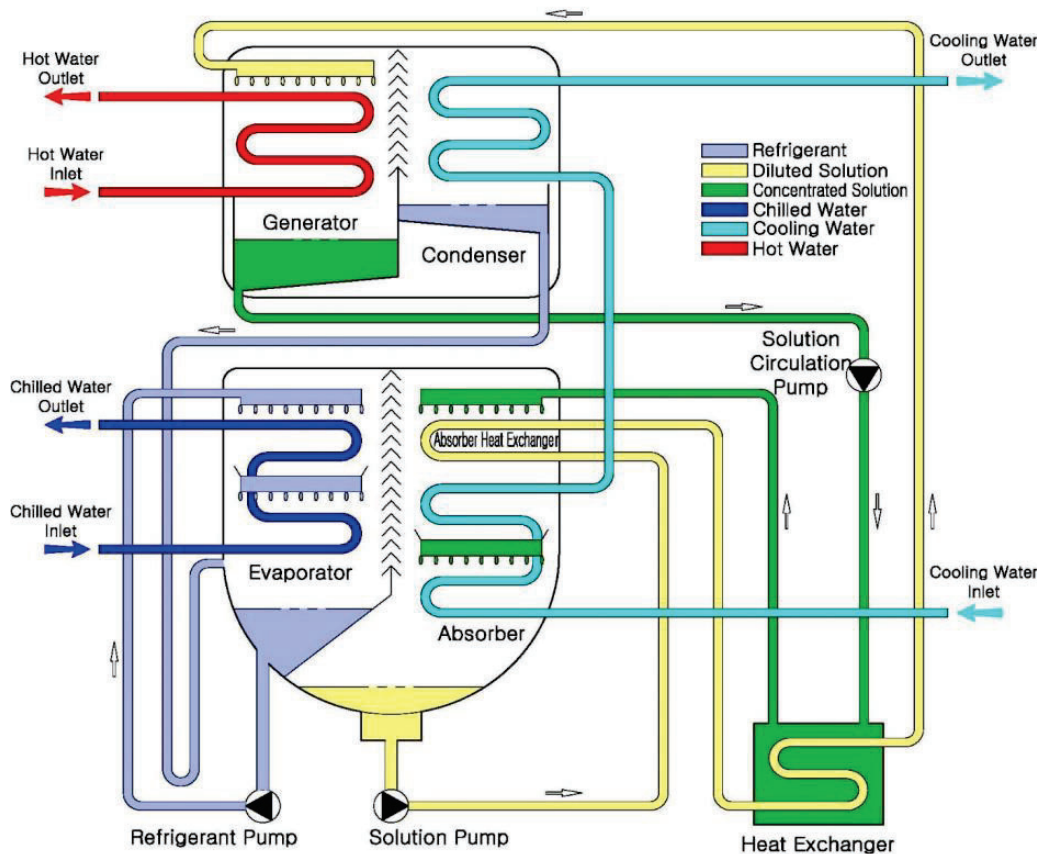 Hot Water
Outlet
Cooling Water
Outlet
Hot Water
Inlet
Refrigerant
Diluted Solution
Concentrated Solution
Chilled Water
Cooling Water
Hot Water
Generator
Condenser
Solution
Circulation
Pump
Chilled Water
Outlet
Absorber Heat Exchanger
Chilled Water
Inlet
Evaporator
Cooling Water
Inlet
Absorber
Refrigerant Pump
Solution Pump
Heat Exchanger